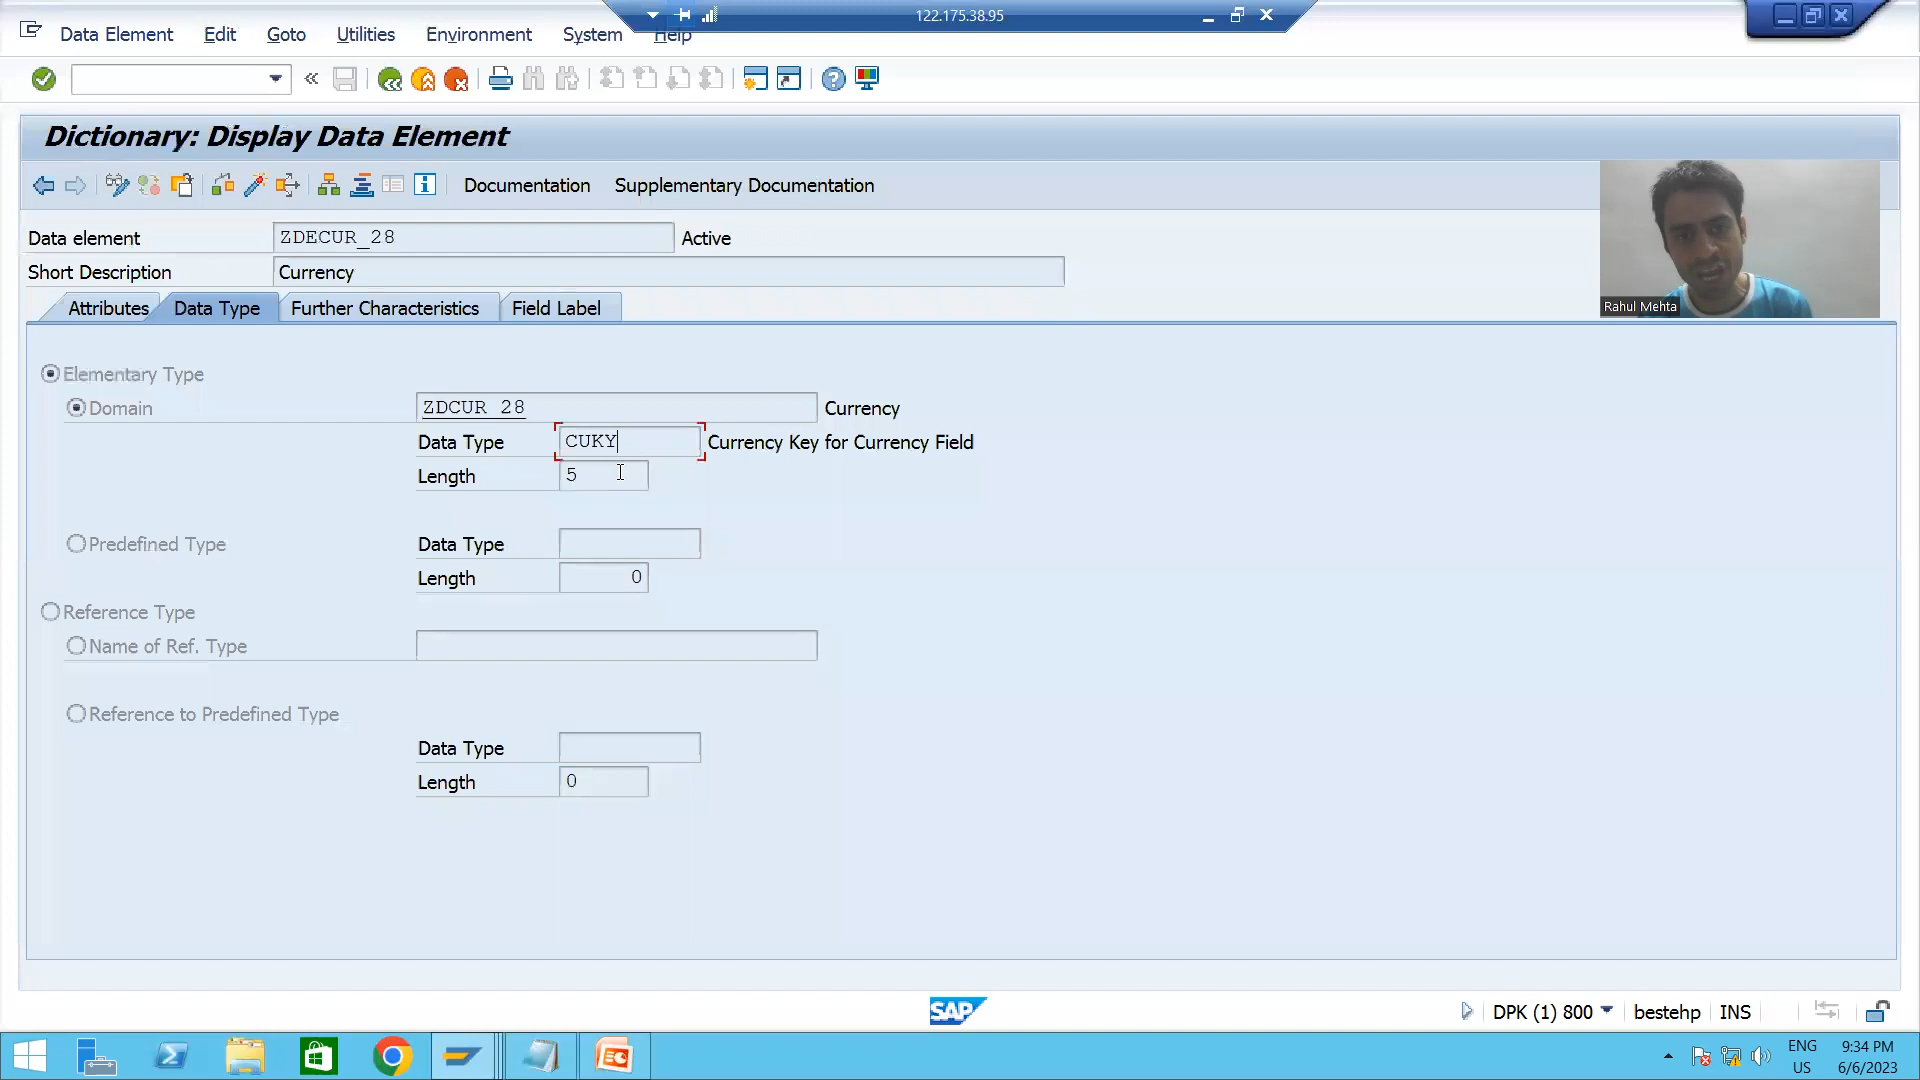 122.175.38.95
Data Element Edit Goto Utilities Environment System Help
Dictionary: Display Data Element
Documentation Supplementary Documentation
Data element ZDECUR_28 Active
Short Description Currency
Rahul Mehta
Attributes Data Type Further Characteristics Field Label
Elementary Type
Domain ZDCUR_28 Currency
Data Type CUKY Currency Key for Currency Field
Length 5
Predefined Type Data Type
Length 0
Reference Type
Name of Ref. Type
Reference to Predefined Type
Data Type
Length 0
SAP DPK (1) 800 bestehp INS
ENG 9:34 PM
US 6/6/2023